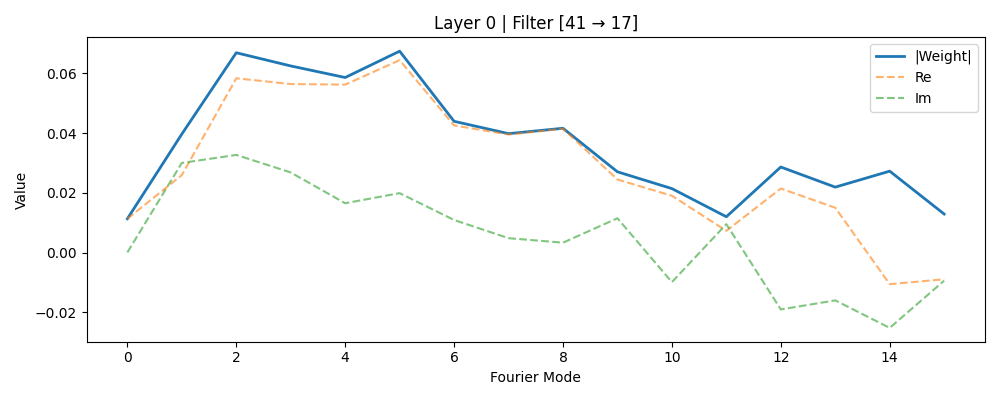 Layer 0 | Filter [41 → 17]
|Weight|
Re
Im
Value
0.06
0.04
0.02
0.00
−0.02
0 2 4 6 8 10 12 14
Fourier Mode